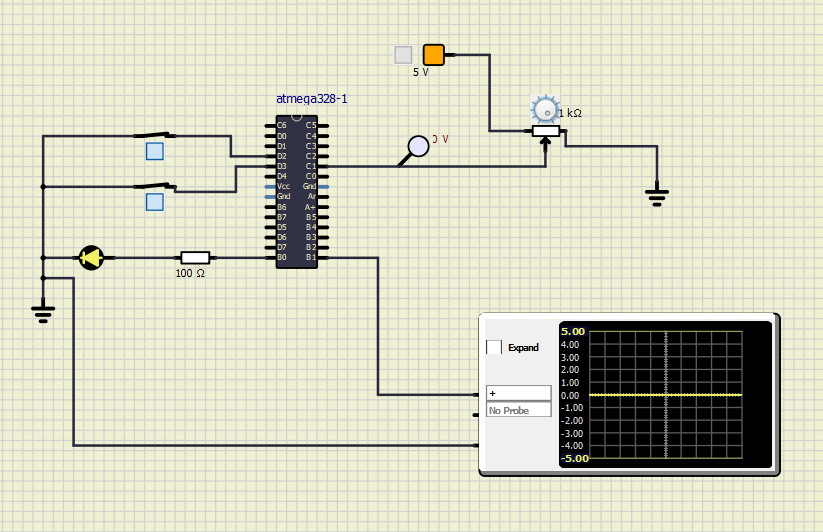 5 V
atmega328-1
1 kΩ
V
C6 C5
D0 C4
D1 C3
D2 C2
D3 C1
D4 C0
Vcc Gnd
Gnd Ar
B6 A+
B7 B5
D5 B4
D6 B3
D7 B2
B0 B1
100 Ω
Expand
+
No Probe
5.00
4.00
3.00
2.00
1.00
0.00
-1.00
-2.00
-3.00
-4.00
-5.00